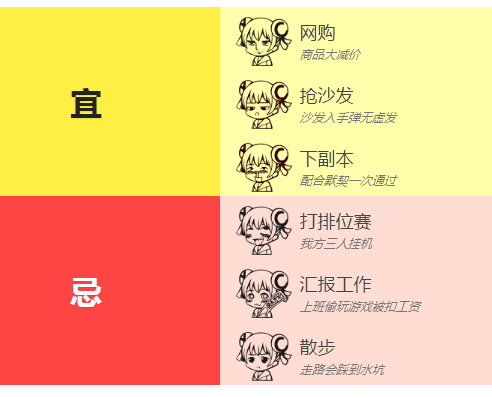 宜
网购
商品大减价
抢沙发
沙发入手弹无虚发
下副本
配合默契一次通过
忌
打排位赛
我方三人挂机
汇报工作
上班偷玩游戏被扣工资
散步
走路会踩到水坑